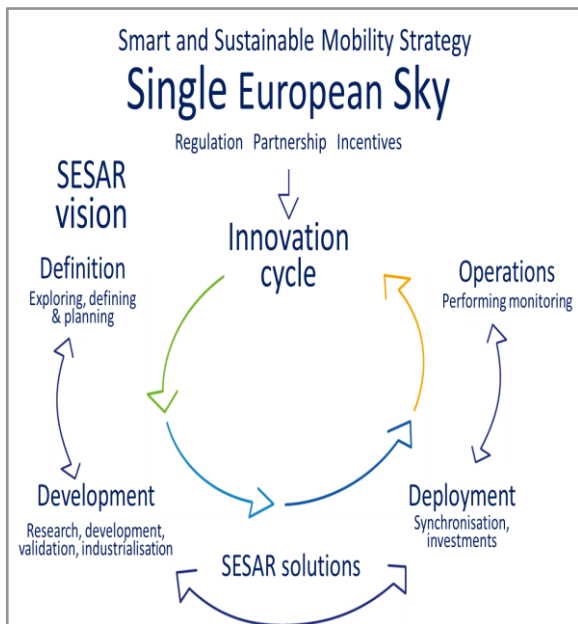 Smart and Sustainable Mobility Strategy
Single European Sky
Regulation Partnership Incentives
SESAR
vision
Innovation
cycle
Definition
Exploring, defining
& planning
Operations
Performing monitoring
Development
Research, development,
validation, industrialisation
Deployment
Synchronisation,
investments
SESAR solutions